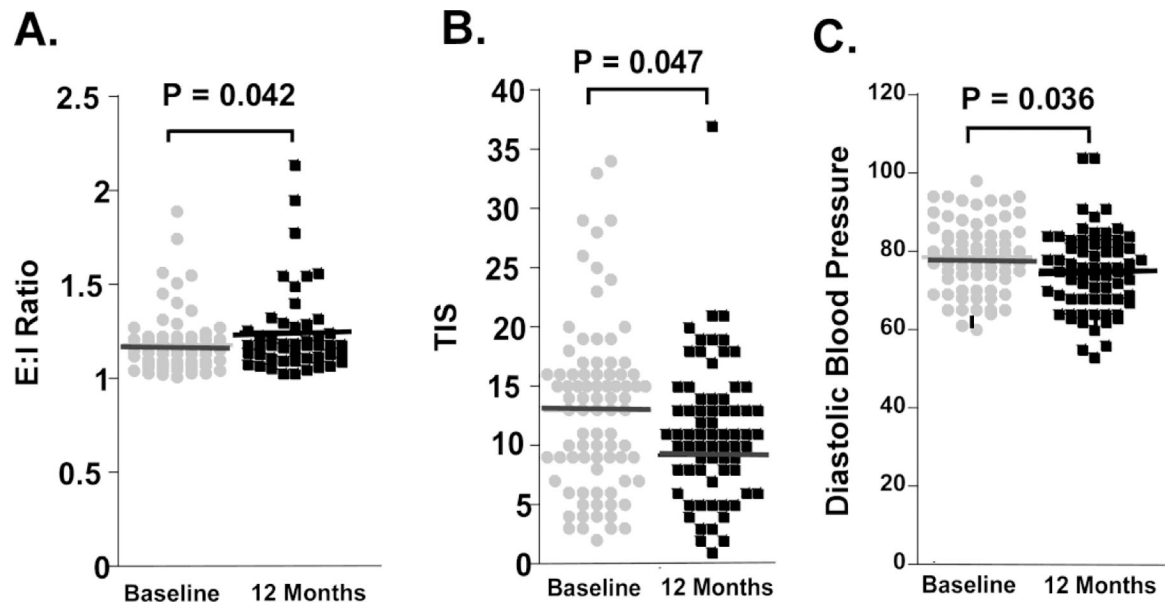 A.
P = 0.042
E:I Ratio
2.5
2
1.5
1
0.5
0
Baseline 12 Months
B.
P = 0.047
TIS
40
35
30
25
20
15
10
5
0
Baseline 12 Months
C.
P = 0.036
Diastolic Blood Pressure
120
100
80
60
40
20
0
Baseline 12 Months